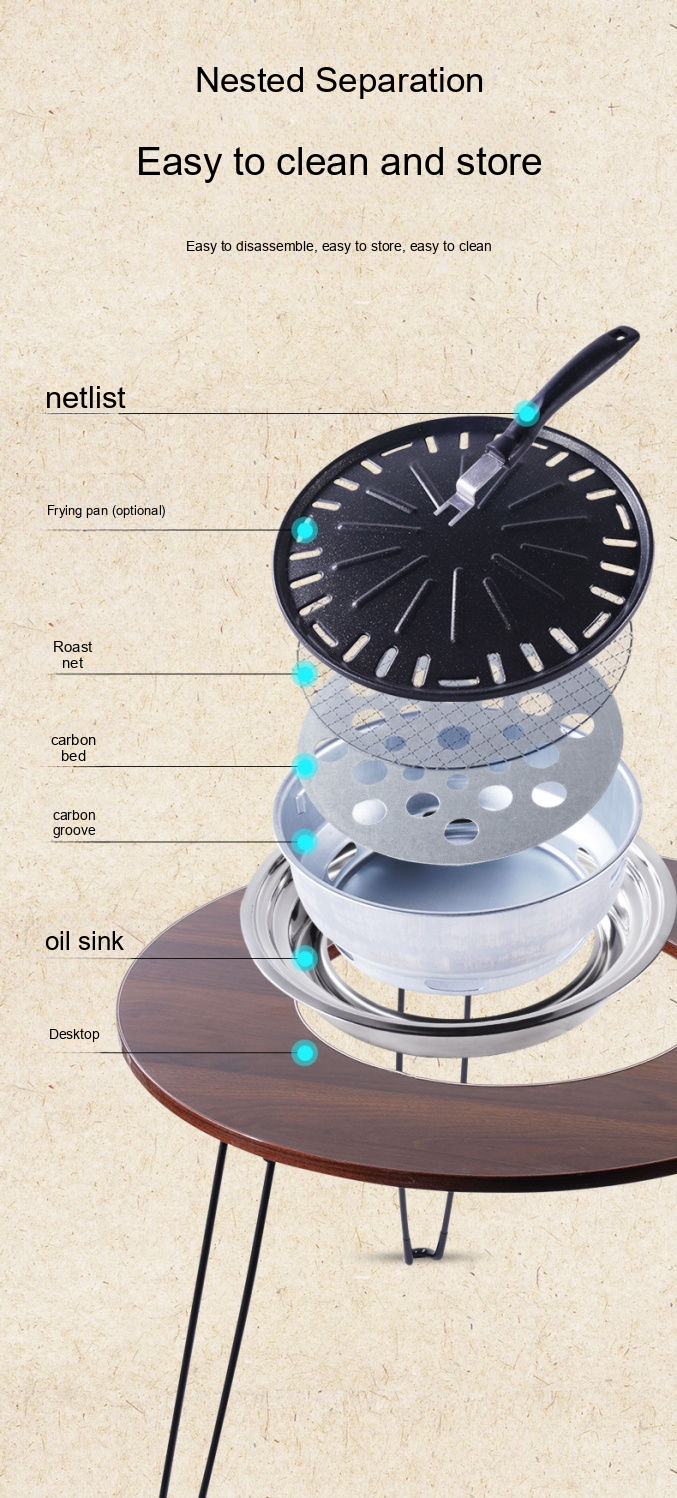 Nested Separation
Easy to clean and store
Easy to disassemble, easy to store, easy to clean
netlist
Frying pan (optional)
Roast
net
carbon
bed
carbon
groove
oil sink
Desktop